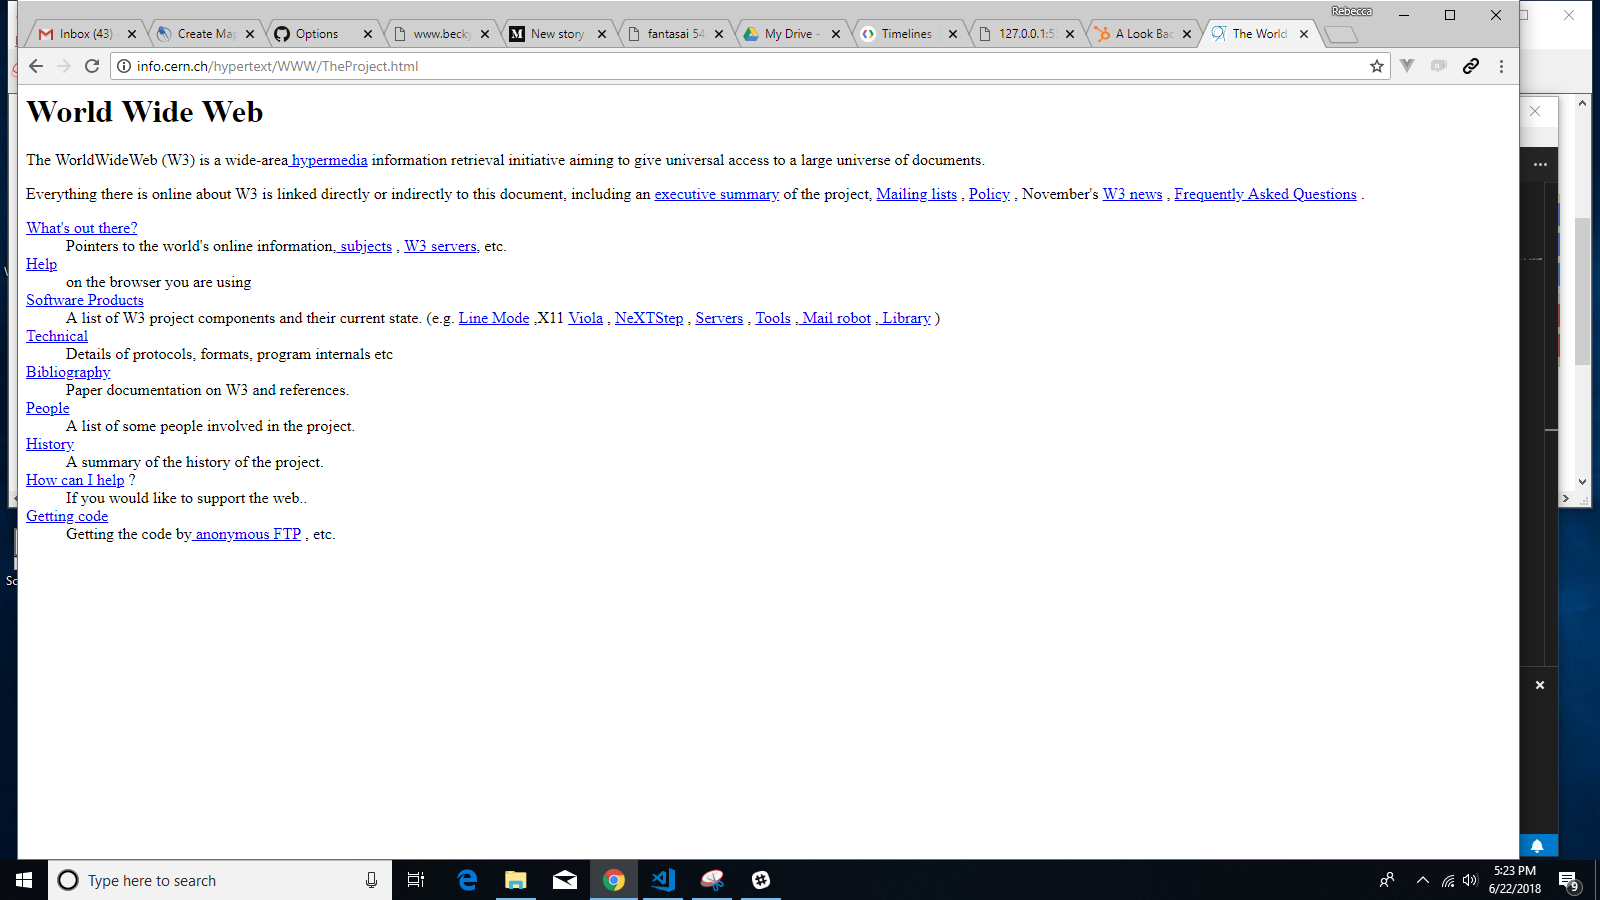 Rebecca
Inbox (43)
Create Map
Options
www.becky
New story
fantasai 54
My Drive -
Timelines
127.0.0.1:5
A Look Bac
The World
info.cern.ch/hypertext/WWW/TheProject.html
World Wide Web
The WorldWideWeb (W3) is a wide-area hypermedia information retrieval initiative aiming to give universal access to a large universe of documents.
Everything there is online about W3 is linked directly or indirectly to this document, including an executive summary of the project, Mailing lists , Policy , November's W3 news , Frequently Asked Questions .
What's out there?
Pointers to the world's online information, subjects , W3 servers, etc.
Help
on the browser you are using
Software Products
A list of W3 project components and their current state. (e.g. Line Mode ,X11 Viola , NeXTStep , Servers , Tools , Mail robot , Library )
Technical
Details of protocols, formats, program internals etc
Bibliography
Paper documentation on W3 and references.
People
A list of some people involved in the project.
History
A summary of the history of the project.
How can I help ?
If you would like to support the web..
Getting code
Getting the code by anonymous FTP , etc.
Type here to search
5:23 PM
6/22/2018
9